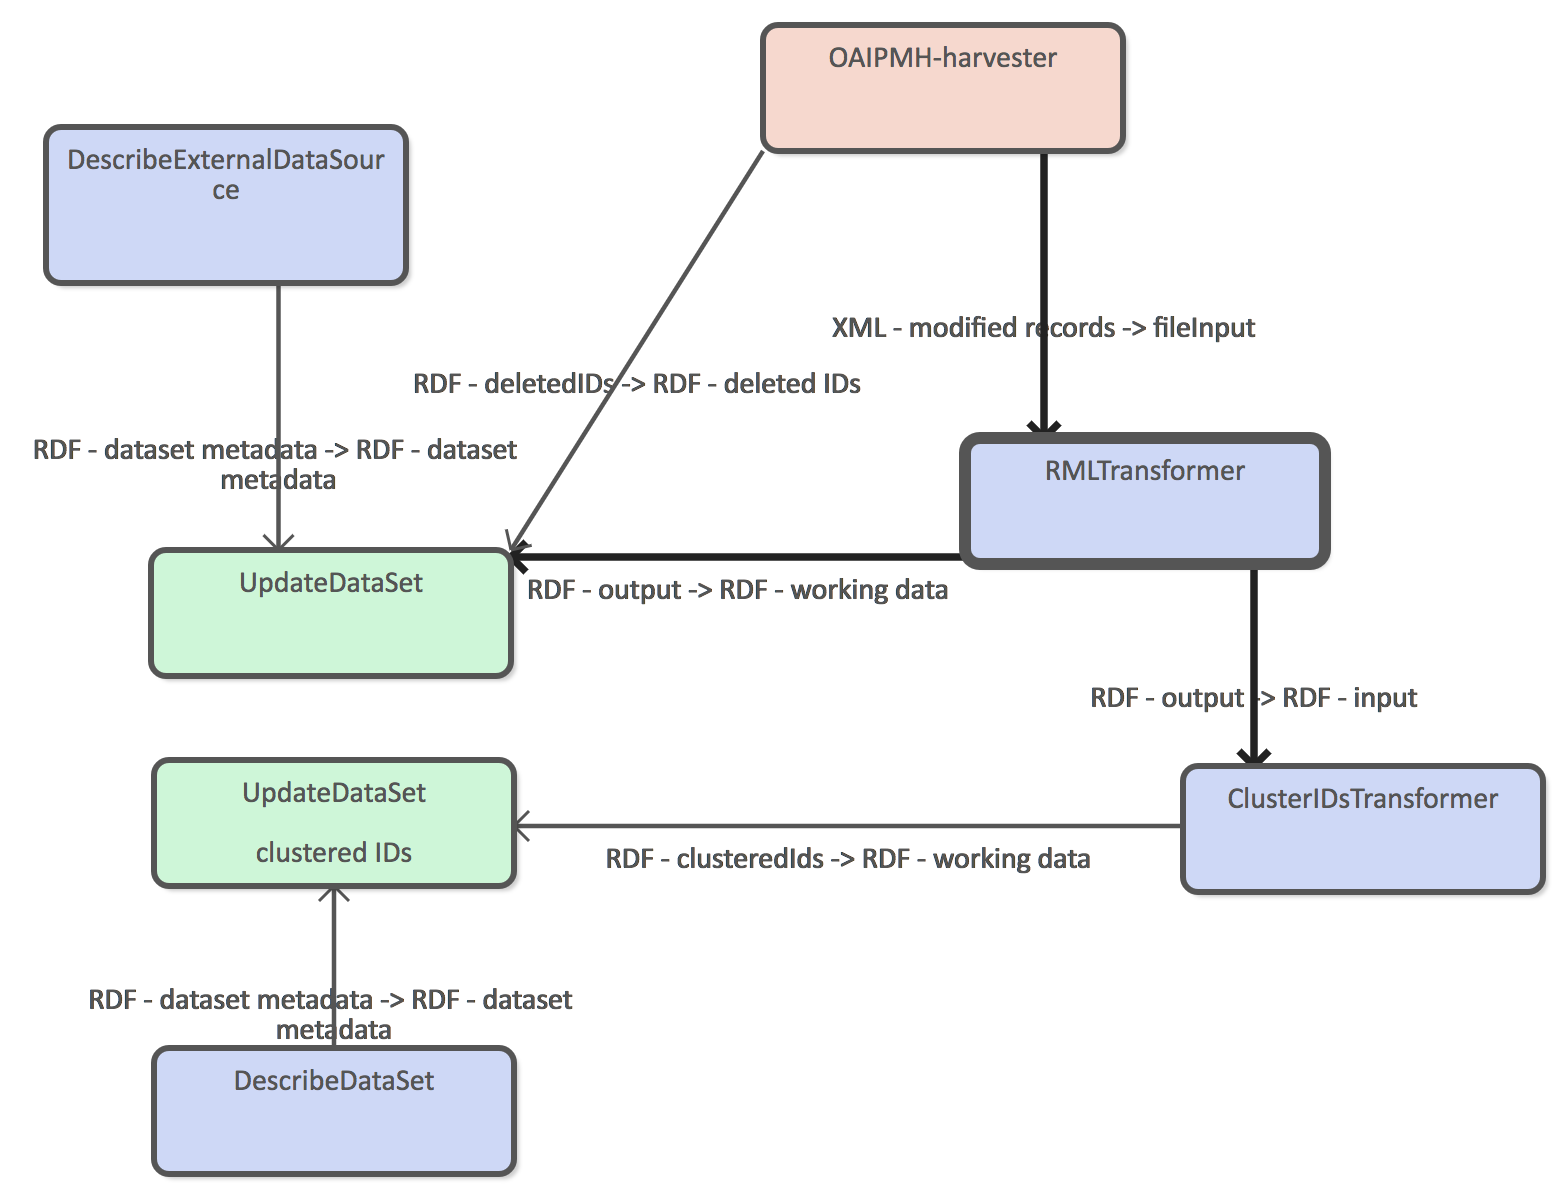 OAIPMH-harvester
DescribeExternalDataSour
ce
XML - modified records -> fileInput
RDF - deletedIDs -> RDF - deleted IDs
RDF - dataset metadata -> RDF - dataset
metadata
RMLTransformer
UpdateDataSet
RDF - output -> RDF - working data
RDF - output -> RDF - input
UpdateDataSet
clustered IDs
ClusterIDsTransformer
RDF - clusteredIds -> RDF - working data
RDF - dataset metadata -> RDF - dataset
metadata
DescribeDataSet